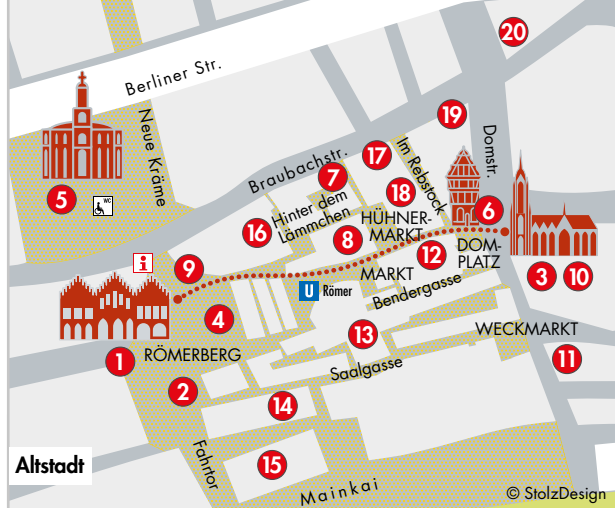 20
Berliner Str.
19
Neue Kräme
Domstr.
Braubachstr.
17
Im Rebstock
5
WC
7
18
Hinter dem
Lämmchen
6
16
HÜHNER-
MARKT
8
DOM-
PLATZ
i
9
12
MARKT
3
10
U Römer
Bendergasse
4
13
WECKMARKT
1
RÖMERBERG
11
Saalgasse
2
14
Altstadt
Fahrtor
15
Mainkai
© StolzDesign